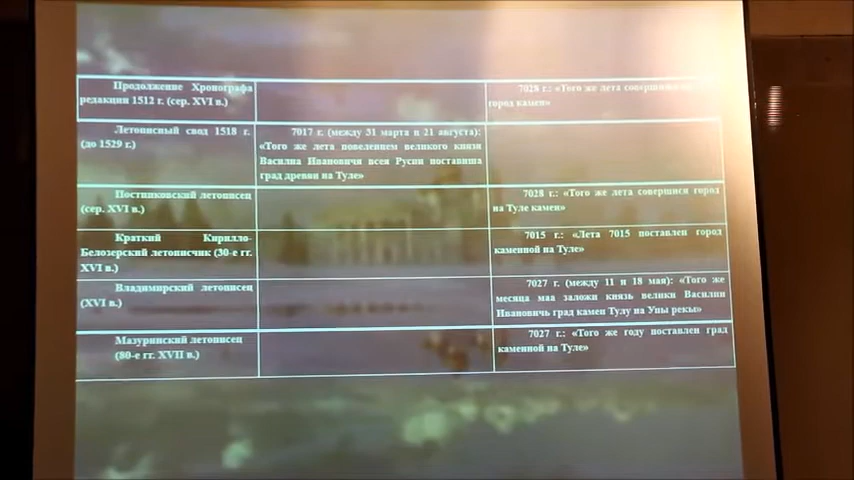 Продолжение Хронографа
редакции 1512 г. (сер. XVI в.)
7028 г.: «Того же лета совершиша
город камен»
Летописный свод 1518 г.
(до 1529 г.)
7017 г. (между 31 марта и 21 августа):
«Того же лета повелением великого князя
Василиа Ивановича всея Русии поставиша
град древян на Туле»
Постниковский летописец
(сер. XVI в.)
7028 г.: «Того же лета совершися город
на Туле камен»
Краткий Кирилло-
Белозерский летописчик (30-е гг.
XVI в.)
7015 г.: «Лета 7015 поставлен город
каменной на Туле»
Владимирский летописец
(XVI в.)
7027 г. (между 11 и 18 мая): «Того же
месяца маа заложи князь велики Василии
Ивановичь град камен Тулу на Упы рекы»
Мазуринский летописец
(80-е гг. XVII в.)
7027 г.: «Того же году поставлен град
каменной на Туле»